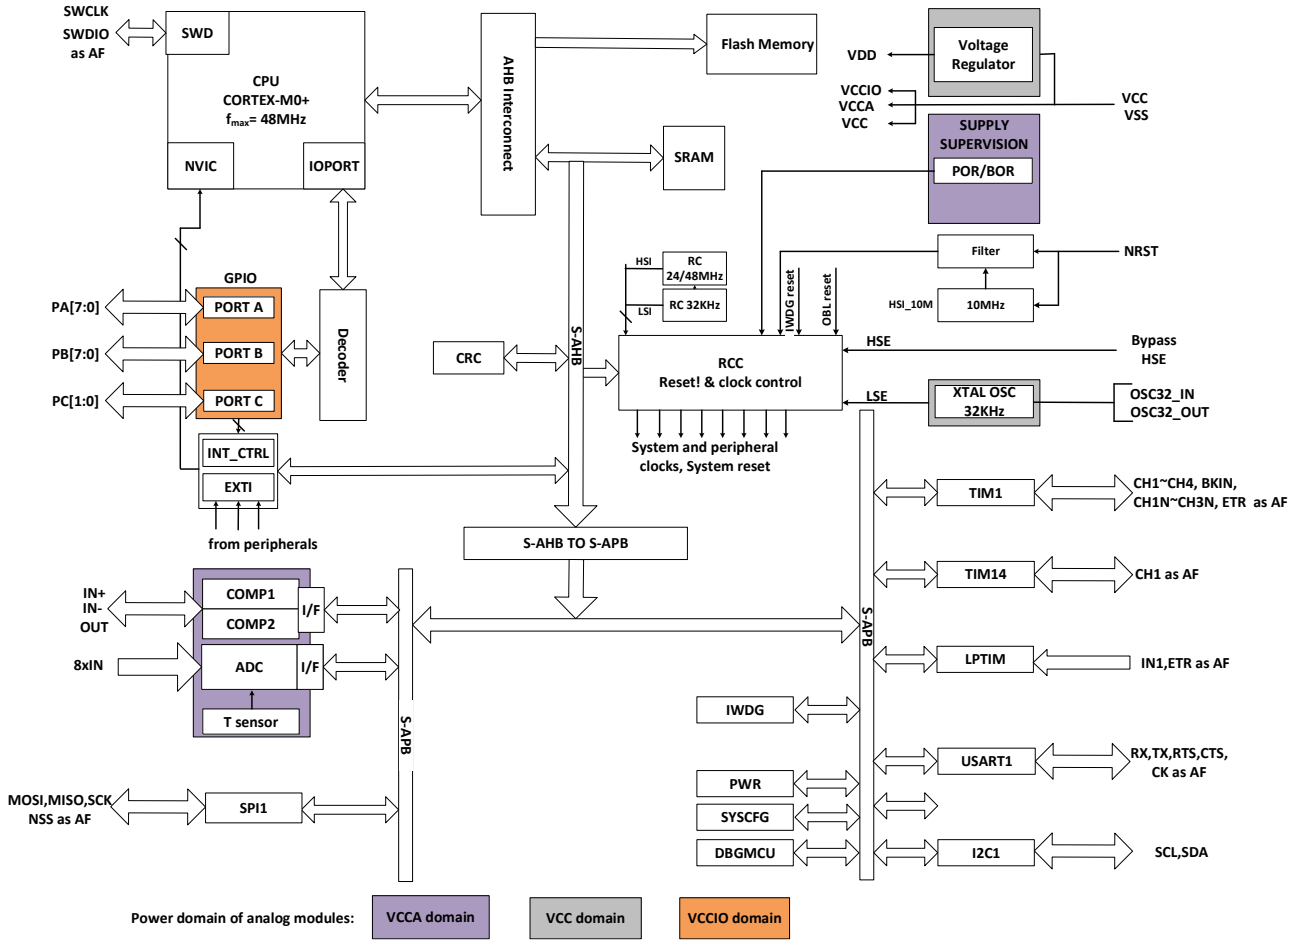 SWCLK
SWDIO
as AF
SWD
CPU
CORTEX-M0+
fmax= 48MHz
NVIC
IOPORT
AHB Interconnect
Flash Memory
SRAM
VDD
Voltage
Regulator
VCCIO
VCCA
VCC
VCC
VSS
SUPPLY
SUPERVISION
POR/BOR
Filter
NRST
HSI_10M
10MHz
HSI
RC
24/48MHz
LSI
RC 32KHz
IWDG reset
OBL reset
GPIO
PA[7:0]
PORT A
PB[7:0]
PORT B
PC[1:0]
PORT C
Decoder
CRC
S-AHB
RCC
Reset! & clock control
HSE
Bypass
HSE
LSE
XTAL OSC
32KHz
OSC32_IN
OSC32_OUT
System and peripheral
clocks, System reset
INT_CTRL
EXTI
from peripherals
S-AHB TO S-APB
TIM1
CH1~CH4, BKIN,
CH1N~CH3N, ETR as AF
TIM14
CH1 as AF
S-APB
LPTIM
IN1,ETR as AF
IN+
IN-
OUT
COMP1
COMP2
I/F
8xIN
ADC
I/F
T sensor
S-APB
IWDG
USART1
RX,TX,RTS,CTS,
CK as AF
PWR
SYSCFG
DBGMCU
I2C1
SCL,SDA
MOSI,MISO,SCK
NSS as AF
SPI1
Power domain of analog modules:
VCCA domain
VCC domain
VCCIO domain